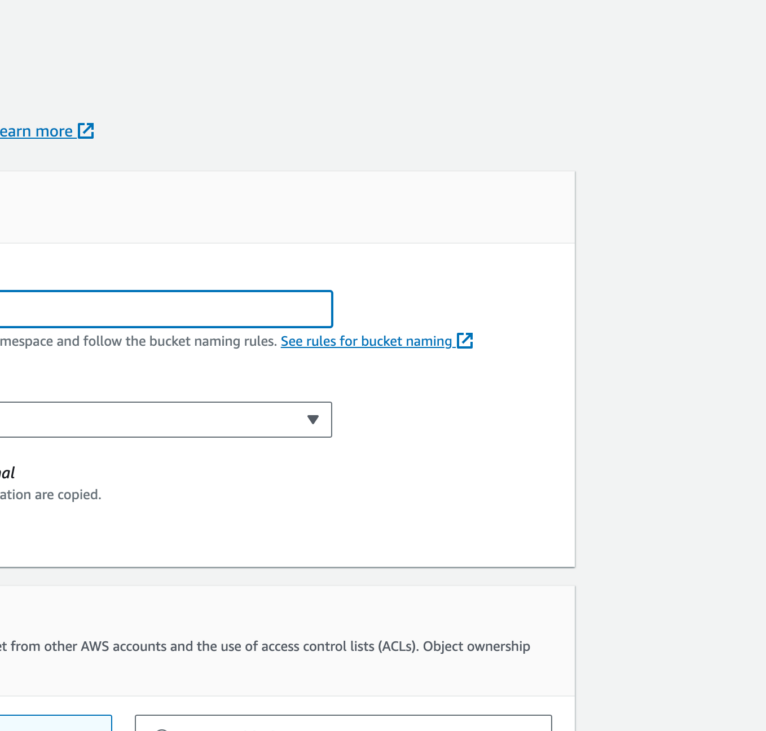 earn more
mespace and follow the bucket naming rules. See rules for bucket naming
al
ation are copied.
from other AWS accounts and the use of access control lists (ACLs). Object ownership